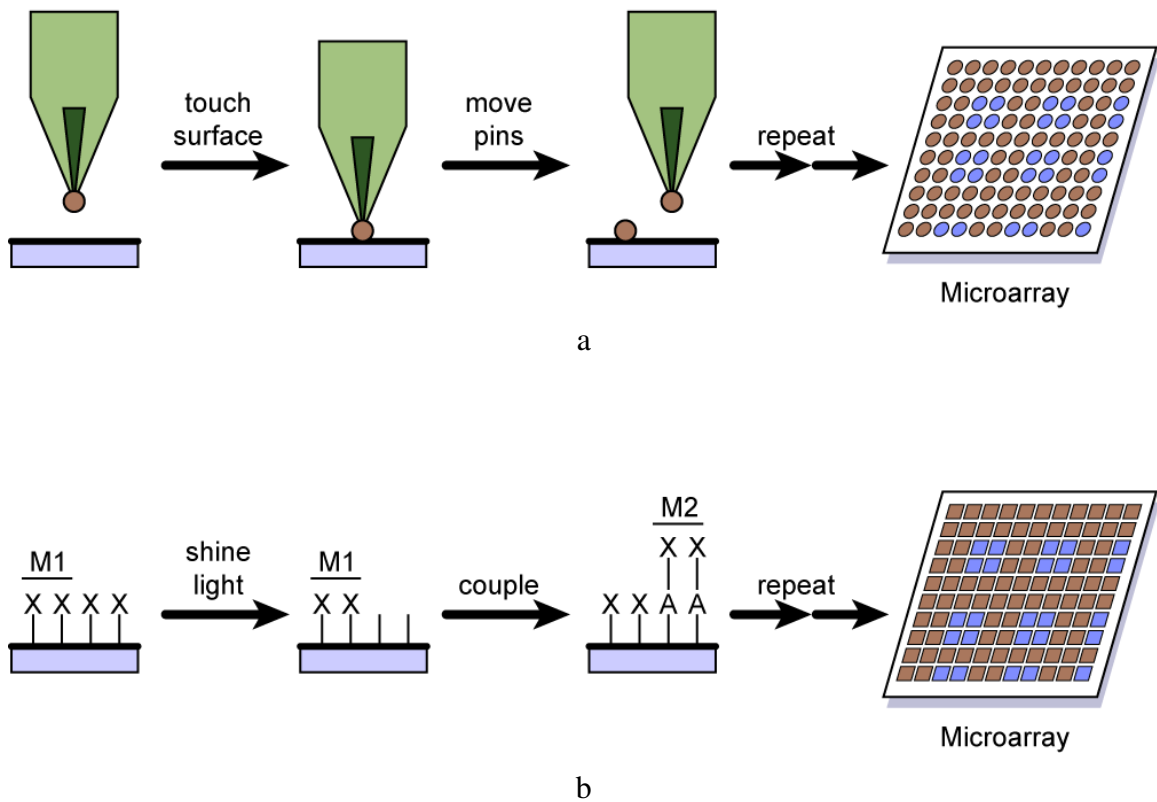 touch
surface
move
pins
repeat
Microarray
a
M1
X X X X
shine
light
M1
X X
couple
M2
X X
X X A A
repeat
Microarray
b